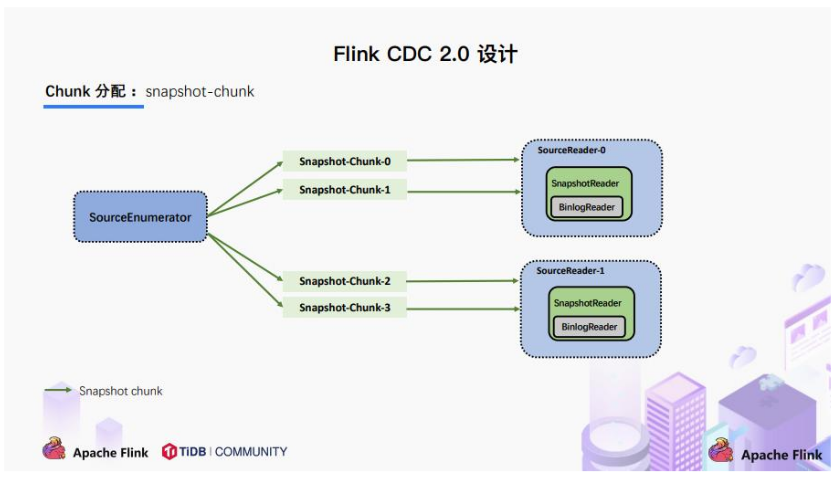 Flink CDC 2.0 设计
Chunk 分配： snapshot-chunk
SourceEnumerator
Snapshot-Chunk-0
Snapshot-Chunk-1
SourceReader-0
SnapshotReader
BinlogReader
Snapshot-Chunk-2
Snapshot-Chunk-3
SourceReader-1
SnapshotReader
BinlogReader
Snapshot chunk
Apache Flink
TiDB | COMMUNITY
Apache Flink